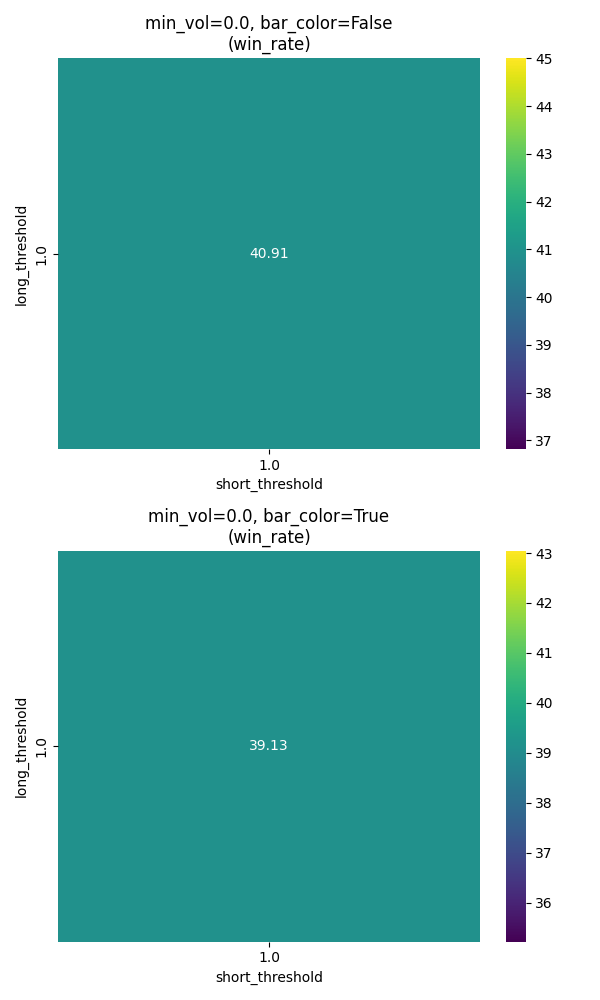 min_vol=0.0, bar_color=False
(win_rate)
45
44
43
42
41
40
39
38
37
long_threshold
1.0
40.91
1.0
short_threshold
min_vol=0.0, bar_color=True
(win_rate)
43
42
41
40
39
38
37
36
long_threshold
1.0
39.13
1.0
short_threshold